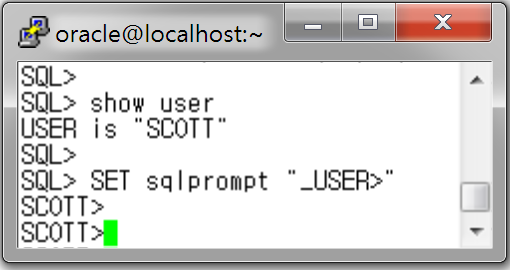 oracle@localhost:~
SQL>
SQL> show user
USER is "SCOTT"
SQL>
SQL> SET sqlprompt "_USER>"
SCOTT>
SCOTT>